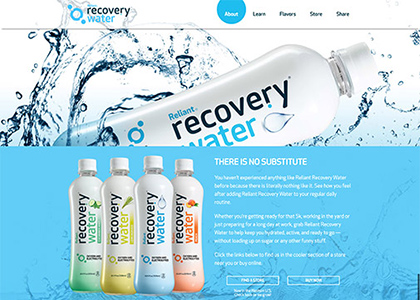 recovery
water
About Learn Flavors Store Share
Reliant
recovery
water
THERE IS NO SUBSTITUTE
You haven't experienced anything like Reliant Recovery Water
before because there is literally nothing like it. See how you feel
after adding Reliant Recovery Water to your regular daily
routine.
Whether you're getting ready for that 5k, working in the yard or
just preparing for a long day at work, grab Reliant Recovery
Water to help keep you hydrated, active, and ready to go —
without loading up on sugar or any other funny stuff.
Click the links below to find us in the cooler section of a store
near you or buy online.
FIND A STORE BUY NOW
recovery water
recovery water
recovery water
recovery water